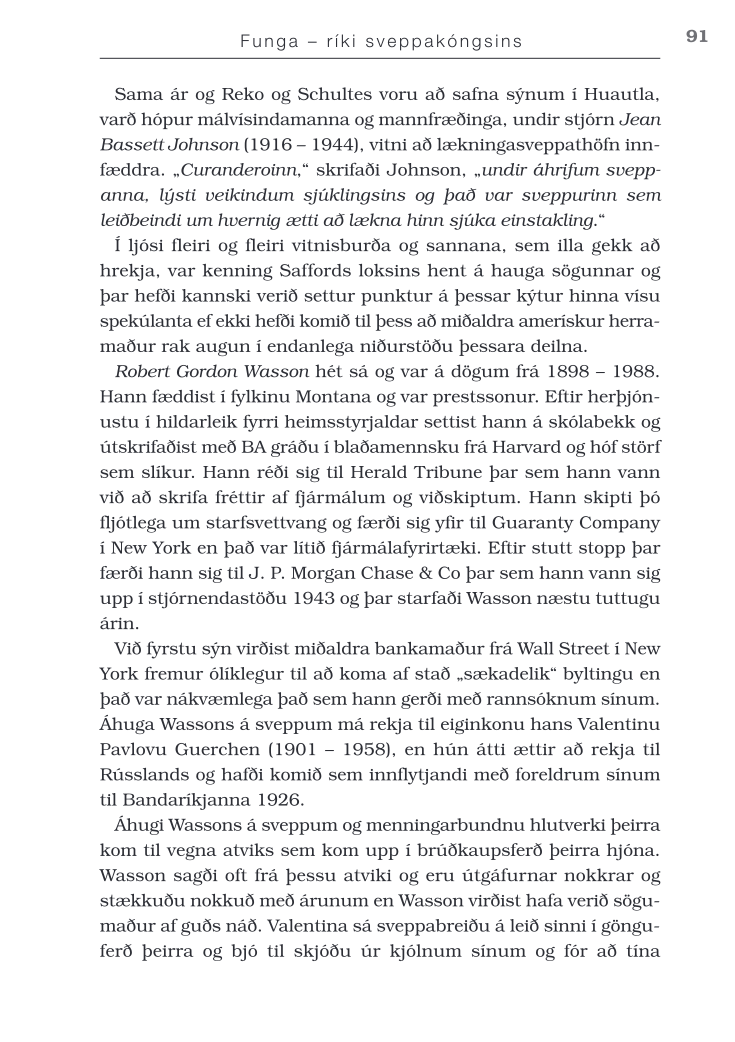 Funga – ríki sveppakóngsins
91
Sama ár og Reko og Schultes voru að safna sýnum í Huautla,
varð hópur málvísindamanna og mannfræðinga, undir stjórn Jean
Bassett Johnson (1916 – 1944), vitni að lækningasveppathöfn inn-
fæddra. „Curanderoinn,“ skrifaði Johnson, „undir áhrifum svepp-
anna, lýsti veikindum sjúklingsins og það var sveppurinn sem
leiðbeindi um hvernig ætti að lækna hinn sjúka einstakling.“
Í ljósi fleiri og fleiri vitnisburða og sannana, sem illa gekk að
hrekja, var kenning Saffords loksins hent á hauga sögunnar og
þar hefði kannski verið settur punktur á þessar kýtur hinna vísu
spekúlanta ef ekki hefði komið til þess að miðaldra amerískur herra-
maður rak augun í endanlega niðurstöðu þessara deilna.
Robert Gordon Wasson hét sá og var á dögum frá 1898 – 1988.
Hann fæddist í fylkinu Montana og var prestssonur. Eftir herþjón-
ustu í hildarleik fyrri heimsstyrjaldar settist hann á skólabekk og
útskrifaðist með BA gráðu í blaðamennsku frá Harvard og hóf störf
sem slíkur. Hann réði sig til Herald Tribune þar sem hann vann
við að skrifa fréttir af fjármálum og viðskiptum. Hann skipti þó
fljótlega um starfsvettvang og færði sig yfir til Guaranty Company
í New York en það var lítið fjármálafyrirtæki. Eftir stutt stopp þar
færði hann sig til J. P. Morgan Chase & Co þar sem hann vann sig
upp í stjórnendastöðu 1943 og þar starfaði Wasson næstu tuttugu
árin.
Við fyrstu sýn virðist miðaldra bankamaður frá Wall Street í New
York fremur ólíklegur til að koma af stað „sækadelik“ byltingu en
það var nákvæmlega það sem hann gerði með rannsóknum sínum.
Áhuga Wassons á sveppum má rekja til eiginkonu hans Valentinu
Pavlovu Guerchen (1901 – 1958), en hún átti ættir að rekja til
Rússlands og hafði komið sem innflytjandi með foreldrum sínum
til Bandaríkjanna 1926.
Áhugi Wassons á sveppum og menningarbundnu hlutverki þeirra
kom til vegna atviks sem kom upp í brúðkaupsferð þeirra hjóna.
Wasson sagði oft frá þessu atviki og eru útgáfurnar nokkrar og
stækkuðu nokkuð með árunum en Wasson virðist hafa verið sögu-
maður af guðs náð. Valentina sá sveppabreiðu á leið sinni í göngu-
ferð þeirra og bjó til skjóðu úr kjólnum sínum og fór að tína